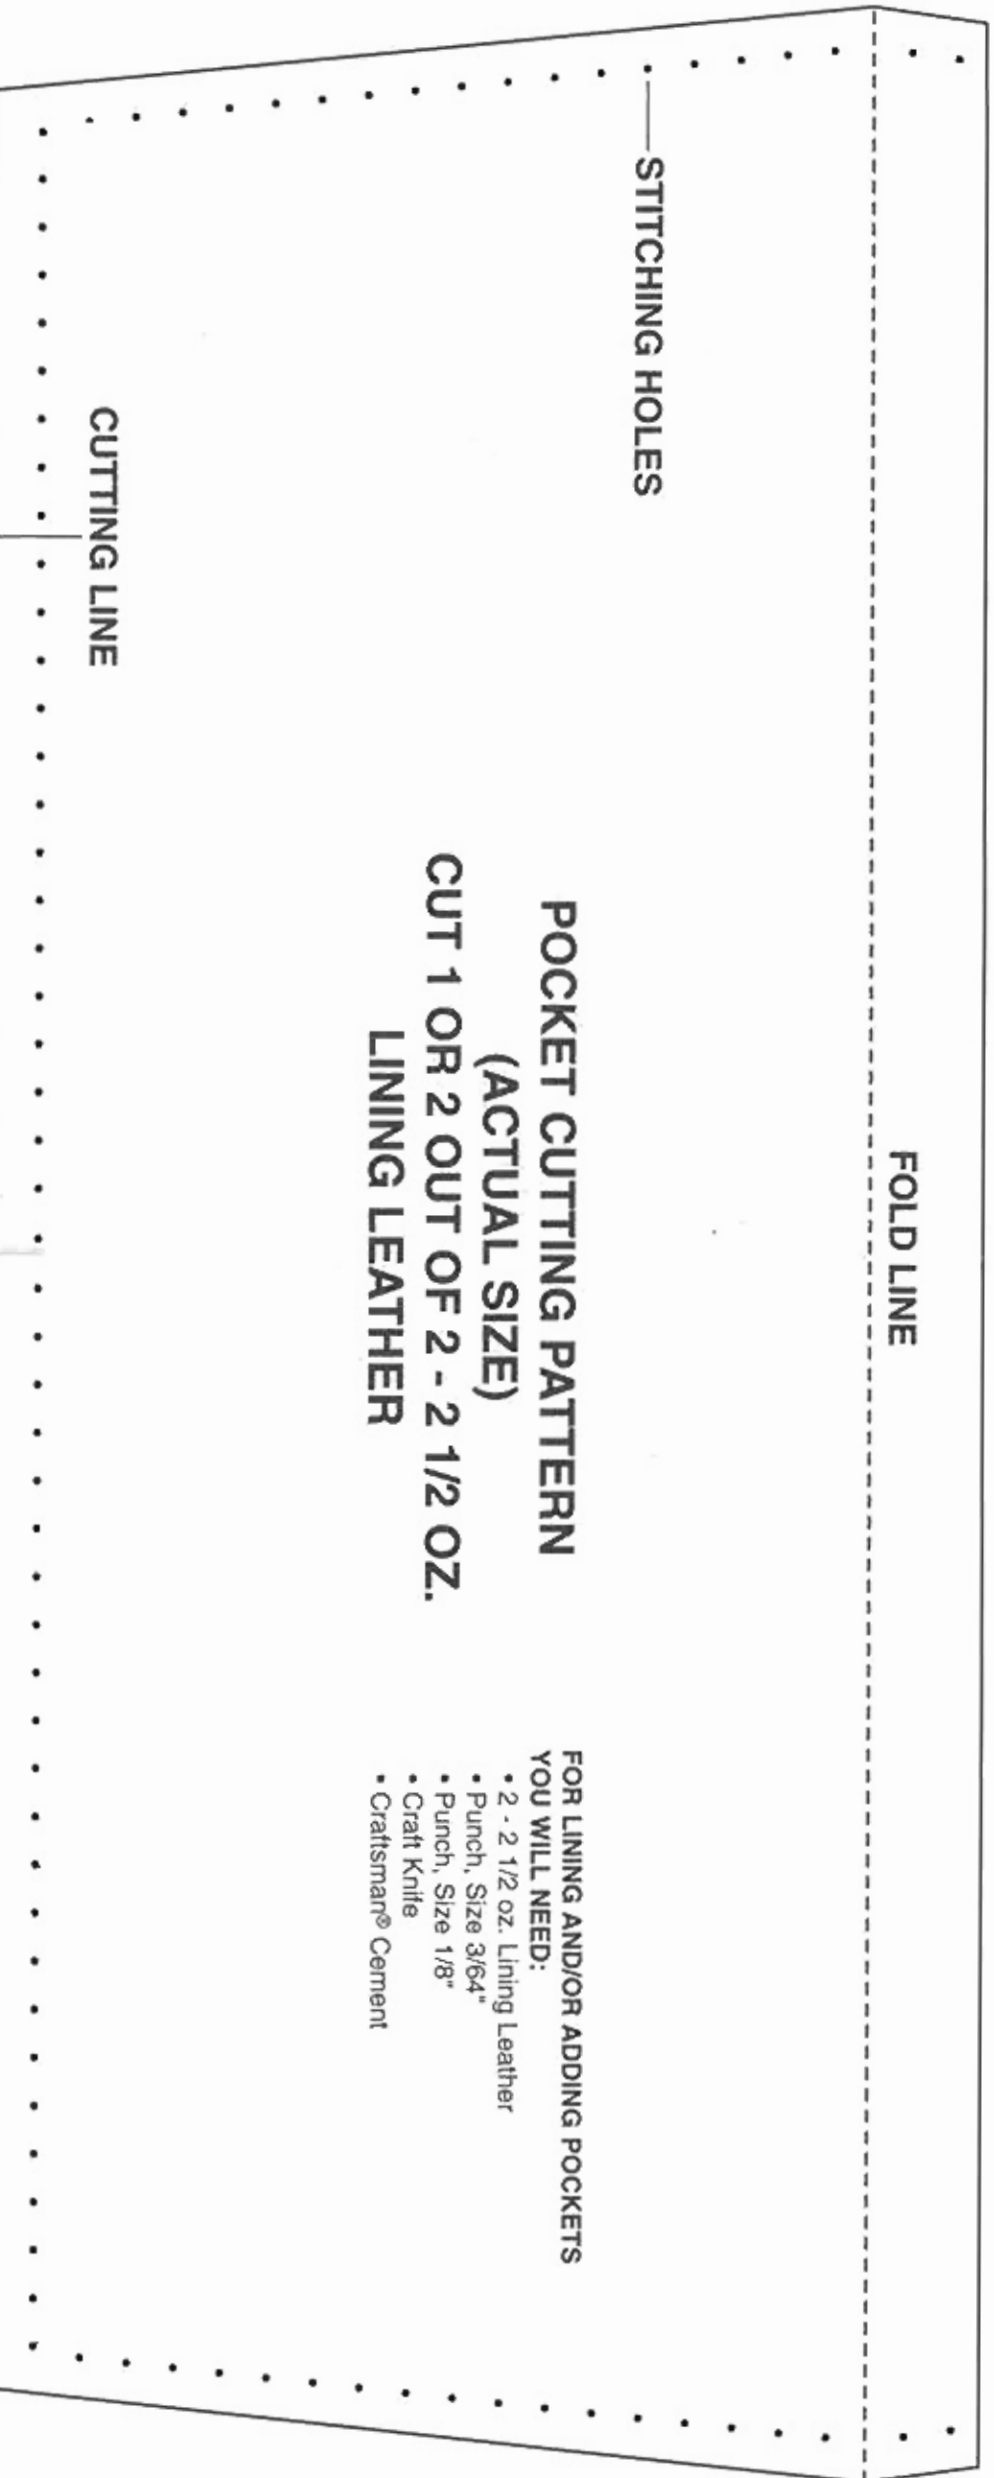 FOLD LINE
STITCHING HOLES
POCKET CUTTING PATTERN
(ACTUAL SIZE)
CUT 1 OR 2 OUT OF 2 - 2 1/2 OZ.
LINING LEATHER
FOR LINING AND/OR ADDING POCKETS
YOU WILL NEED:
• 2 - 2 1/2 oz. Lining Leather
• Punch, Size 3/64"
• Punch, Size 1/8"
• Craft Knife
• Craftsman® Cement
CUTTING LINE